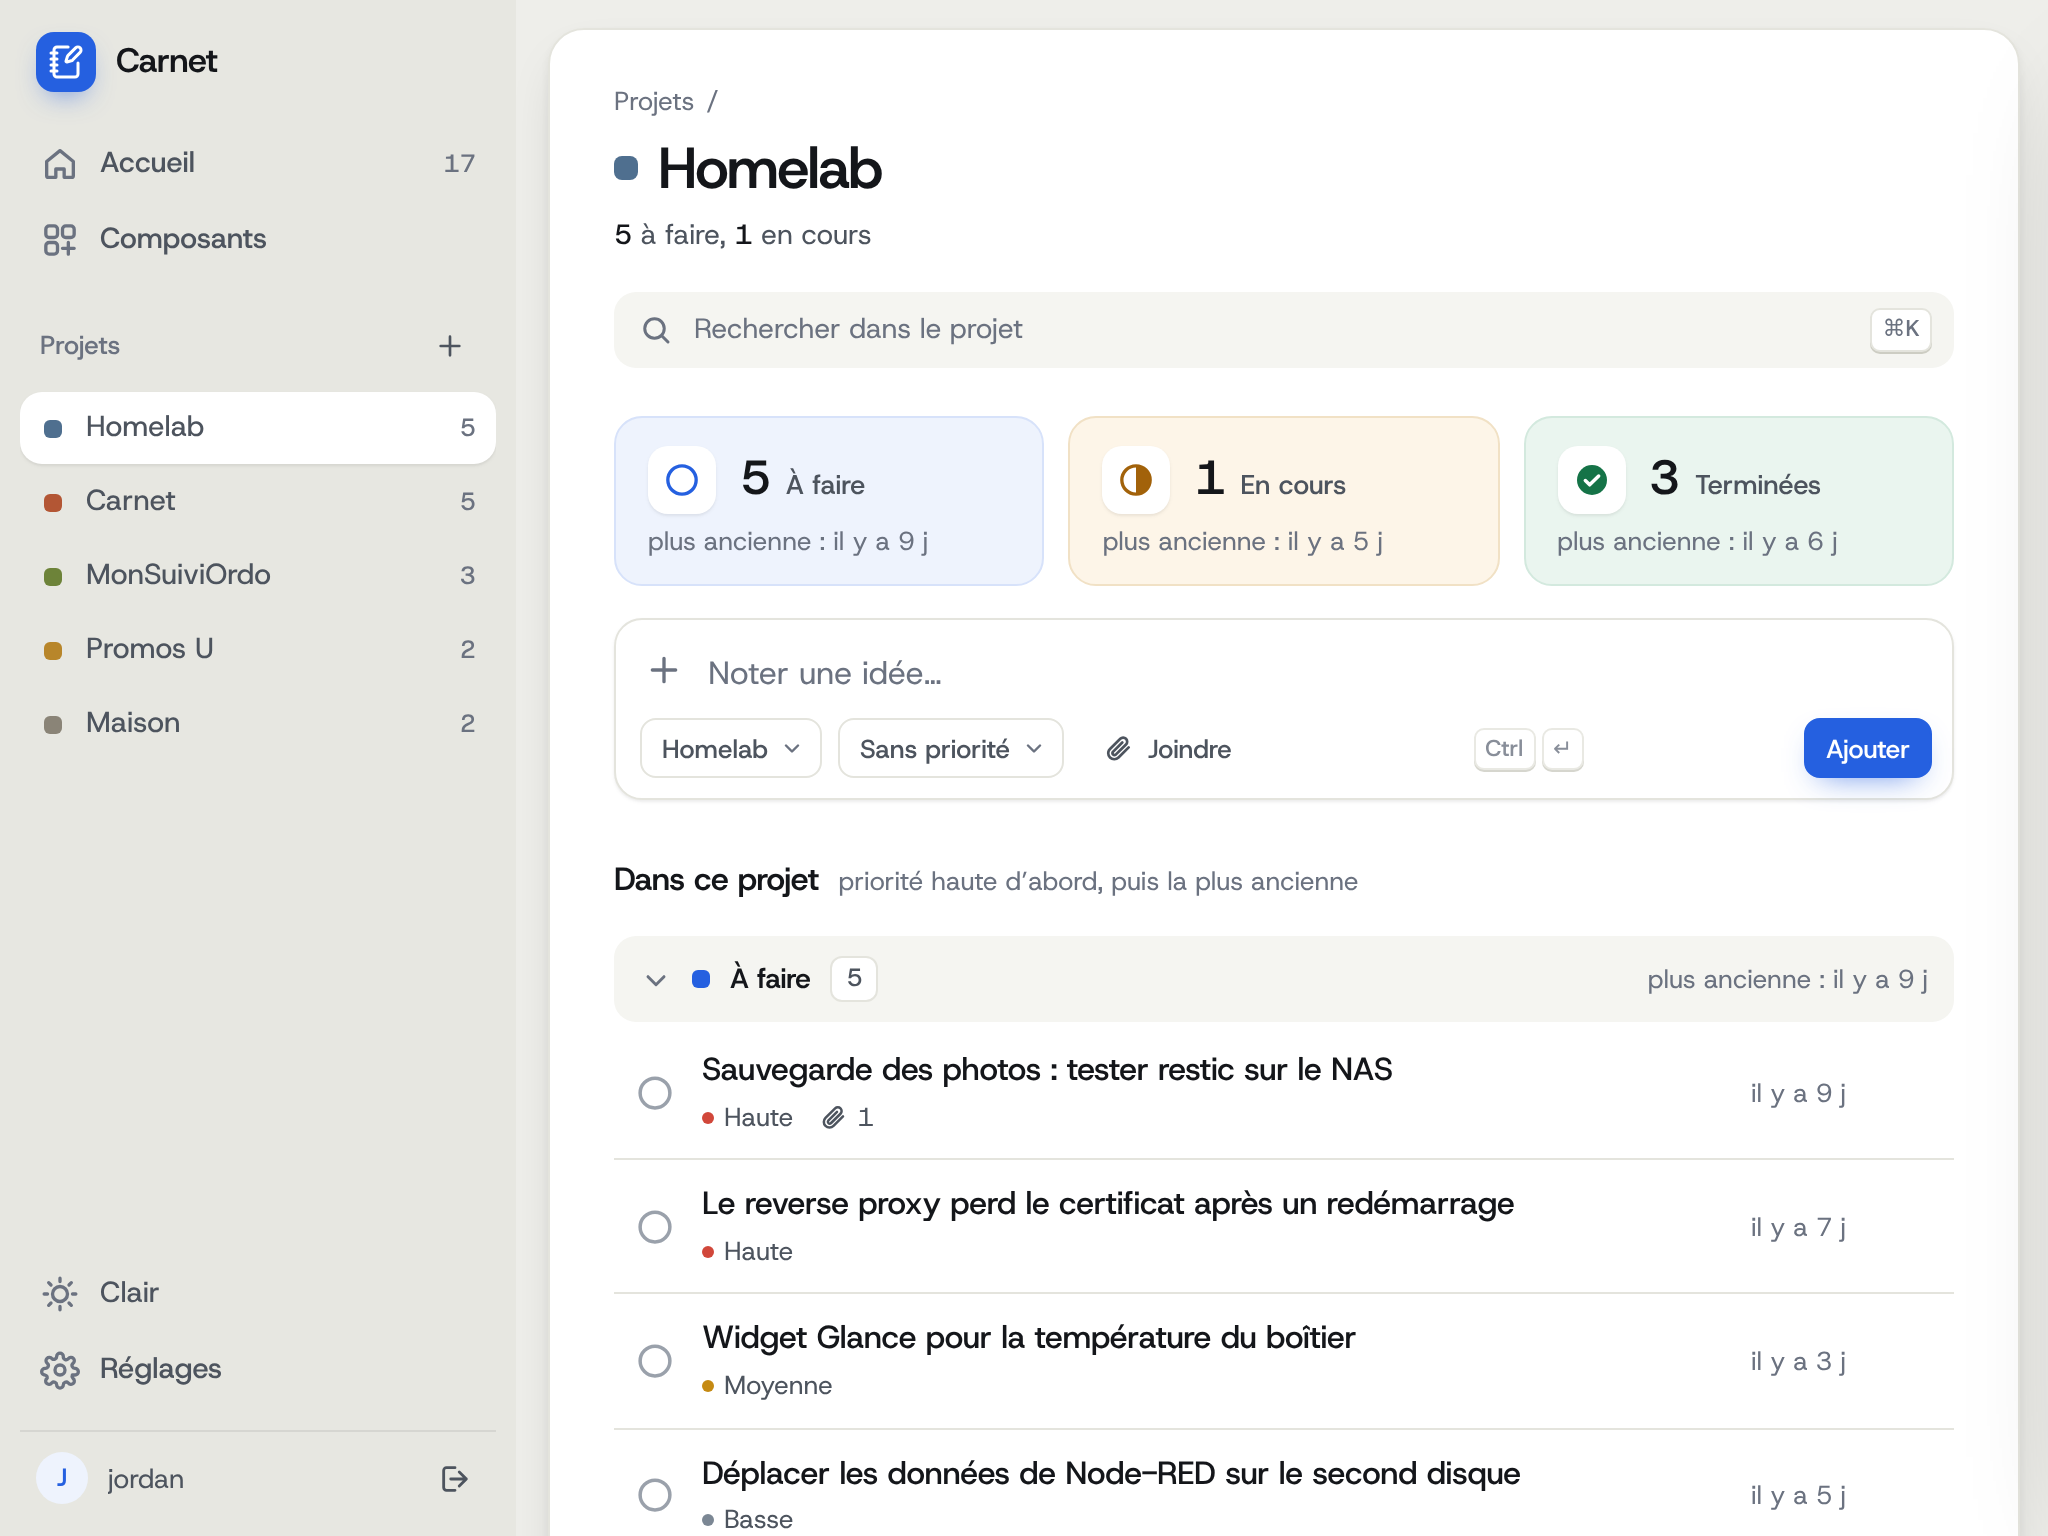 Carnet
Accueil 17
Composants
Projets
Homelab 5
Carnet 5
MonSuiviOrdo 3
Promos U 2
Maison 2
Clair
Réglages
J jordan
Projets /
Homelab
5 à faire, 1 en cours
Rechercher dans le projet ⌘K
5 À faire
plus ancienne : il y a 9 j
1 En cours
plus ancienne : il y a 5 j
3 Terminées
plus ancienne : il y a 6 j
Noter une idée…
Homelab Sans priorité Joindre Ctrl ↵ Ajouter
Dans ce projet priorité haute d’abord, puis la plus ancienne
À faire 5 plus ancienne : il y a 9 j
Sauvegarde des photos : tester restic sur le NAS
Haute 1
il y a 9 j
Le reverse proxy perd le certificat après un redémarrage
Haute
il y a 7 j
Widget Glance pour la température du boîtier
Moyenne
il y a 3 j
Déplacer les données de Node-RED sur le second disque
Basse
il y a 5 j